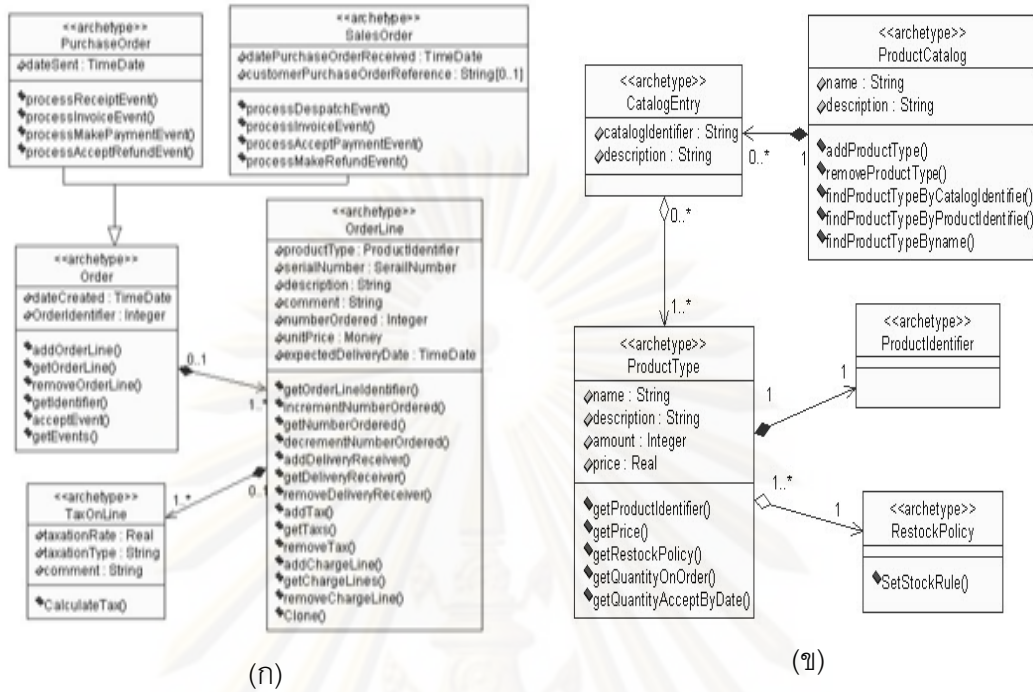 <<archetype>>
PurchaseOrder
dateSent : TimeDate
processReceiptEvent()
processInvoiceEvent()
processMakePaymentEvent()
processAcceptRefundEvent()
<<archetype>>
SalesOrder
datePurchaseOrderReceived : TimeDate
customerPurchaseOrderReference : String[0..1]
processDespatchEvent()
processInvoiceEvent()
processAcceptPaymentEvent()
processMakeRefundEvent()
<<archetype>>
Order
dateCreated : TimeDate
OrderIdentifier : Integer
addOrderLine()
getOrderLine()
removeOrderLine()
getIdentifier()
acceptEvent()
getEvents()
0..1
1..*
<<archetype>>
OrderLine
productType : ProductIdentifier
serialNumber : SerailNumber
description : String
comment : String
numberOrdered : Integer
unitPrice : Money
expectedDeliveryDate : TimeDate
getOrderLineIdentifier()
incrementNumberOrdered()
getNumberOrdered()
decrementNumberOrdered()
addDeliveryReceiver()
getDeliveryReceiver()
removeDeliveryReceiver()
addTax()
getTaxs()
removeTax()
addChargeLine()
getChargeLines()
removeChargeLine()
Clone()
0..1
1..*
<<archetype>>
TaxOnLine
taxationRate : Real
taxationType : String
comment : String
CalculateTax()
(ก)
<<archetype>>
CatalogEntry
catalogIdentifier : String
description : String
<<archetype>>
ProductCatalog
name : String
description : String
addProductType()
removeProductType()
findProductTypeByCatalogIdentifier()
findProductTypeByProductIdentifier()
findProductTypeByname()
0..*
1
0..*
1..*
<<archetype>>
ProductType
name : String
description : String
amount : Integer
price : Real
getProductIdentifier()
getPrice()
getRestockPolicy()
getQuantityOnOrder()
getQuantityAcceptByDate()
1
1
<<archetype>>
ProductIdentifier
1..*
1
<<archetype>>
RestockPolicy
SetStockRule()
(ข)